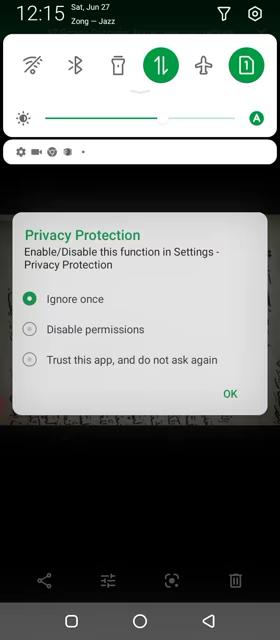 12:15
Sat, Jun 27
Zong — Jazz
A
Privacy Protection
Enable/Disable this function in Settings -
Privacy Protection
Ignore once
Disable permissions
Trust this app, and do not ask again
OK